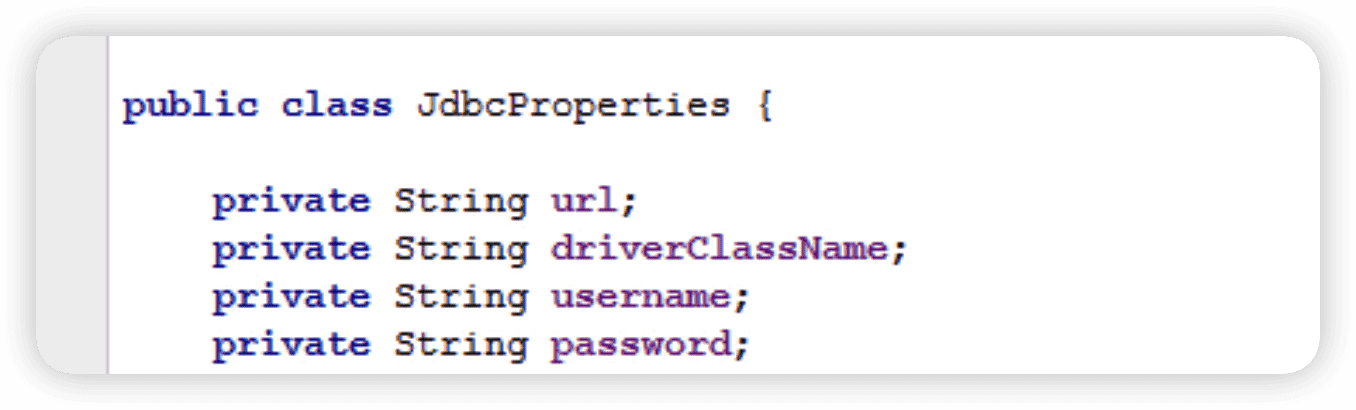 public class JdbcProperties {
private String url;
private String driverClassName;
private String username;
private String password;